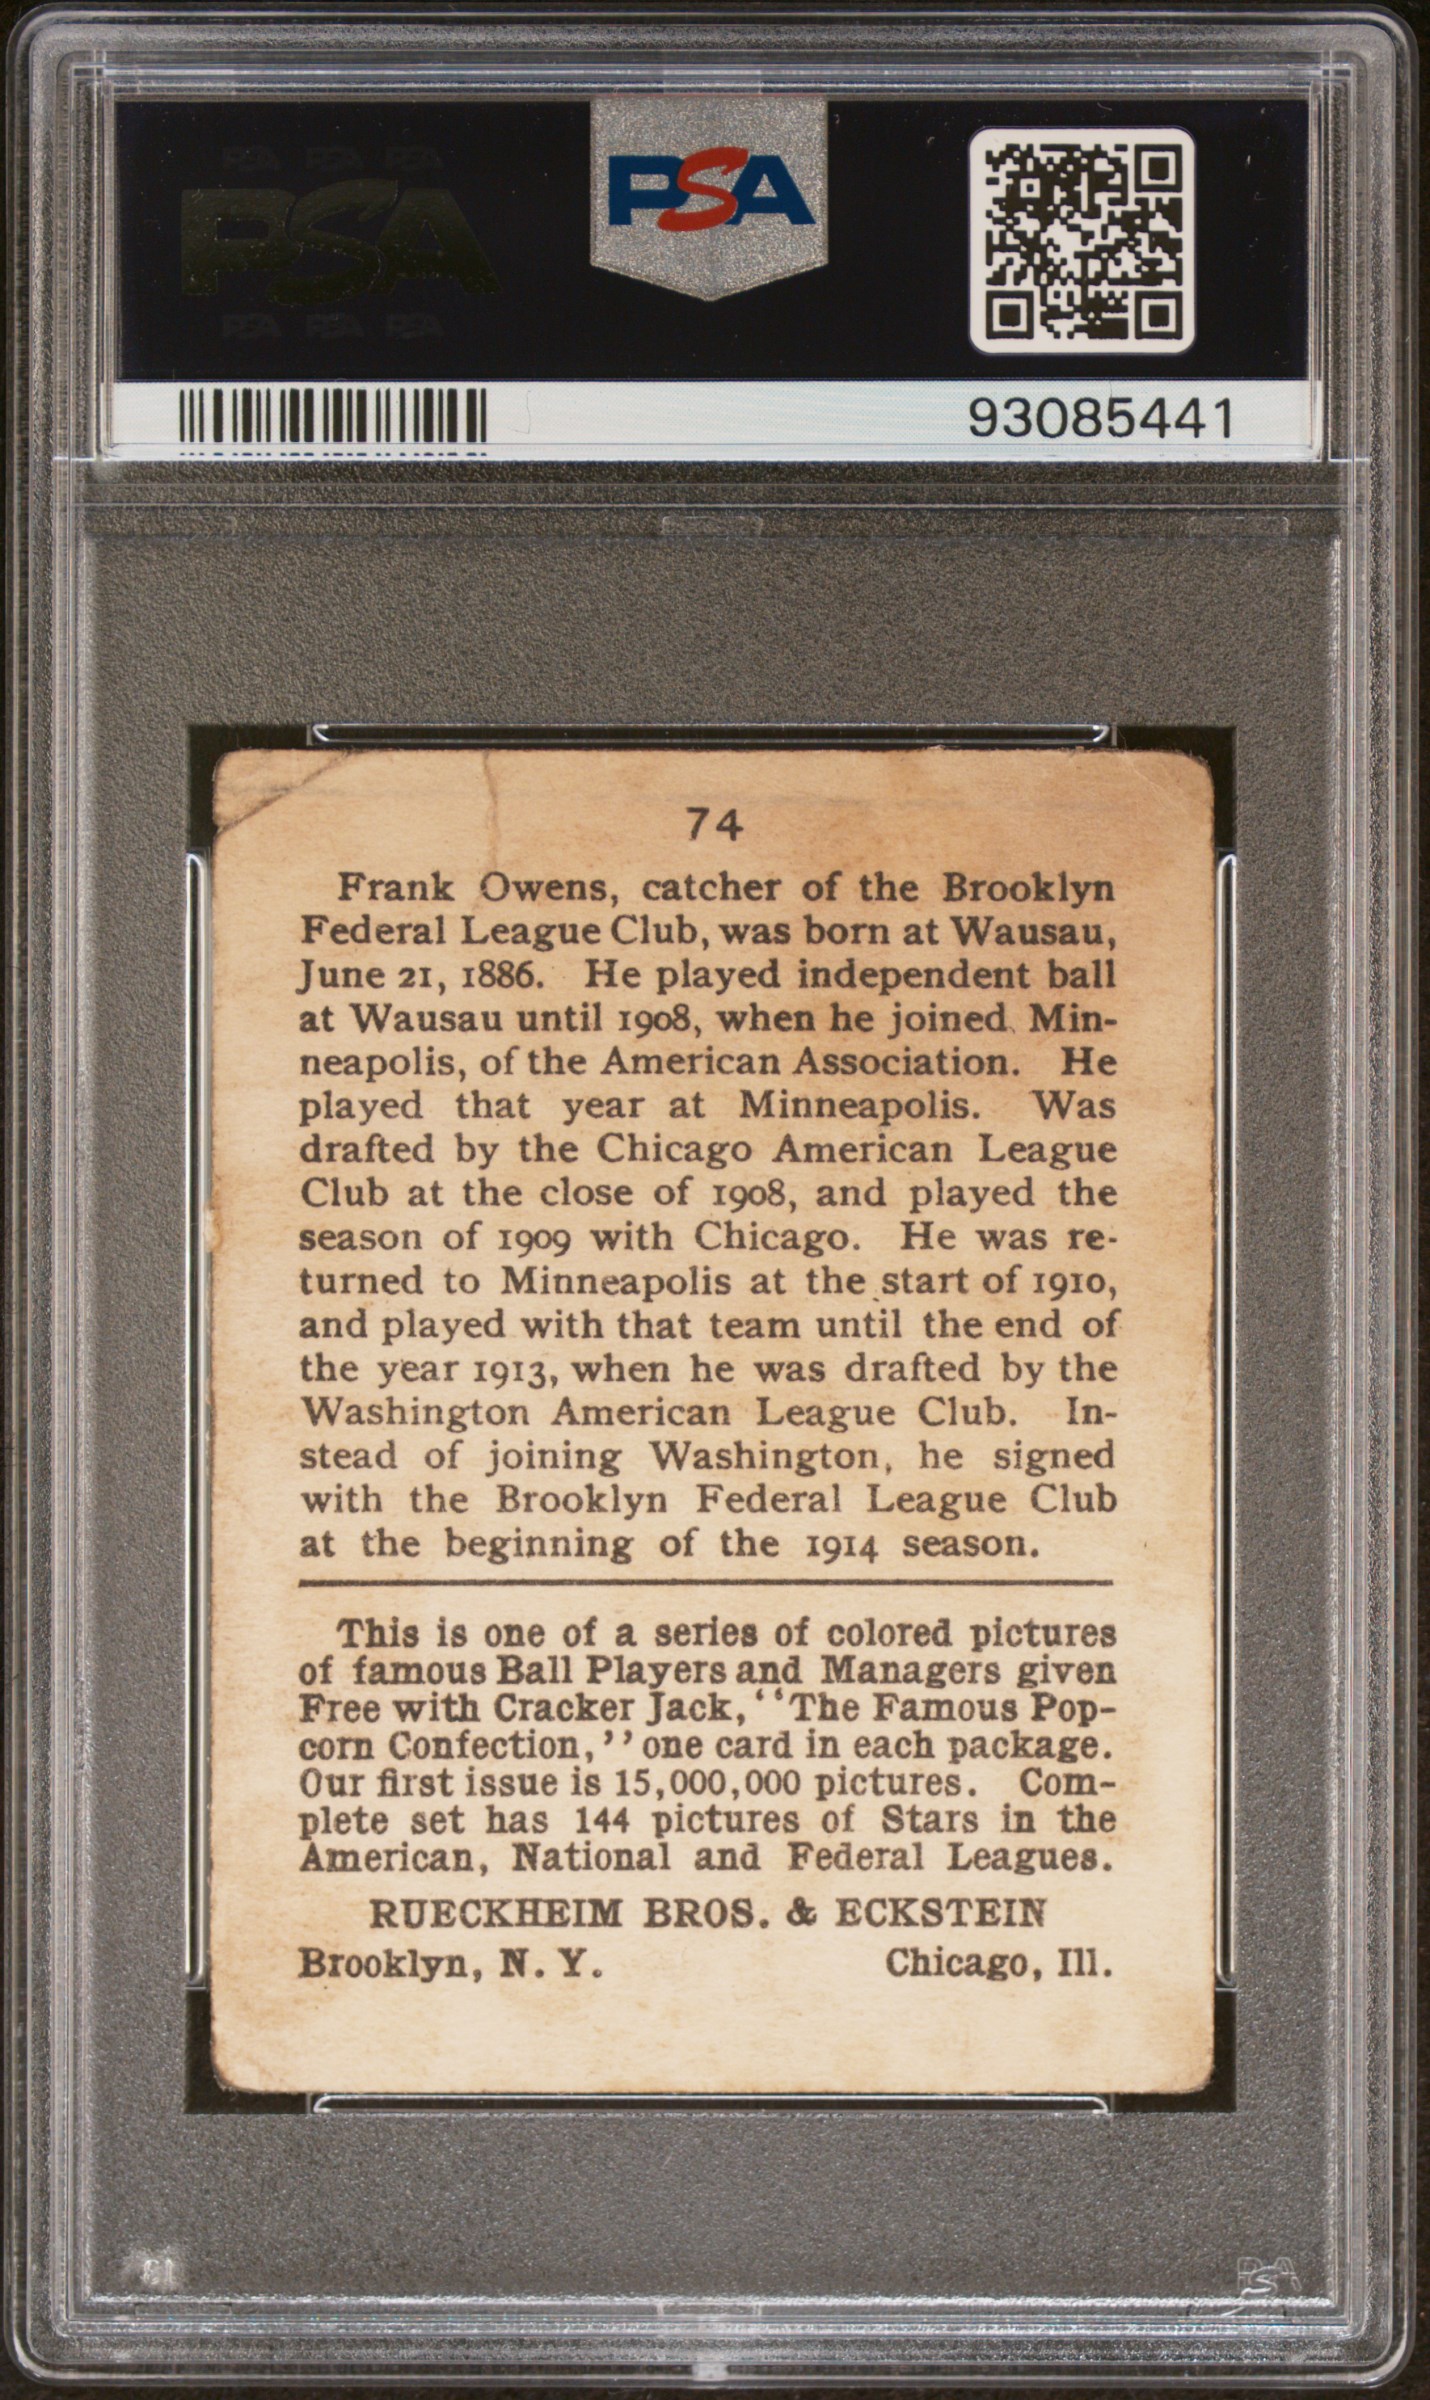 PSA PSA PSA
PSA
PSA PSA PSA
PSA
93085441
74
Frank Owens, catcher of the Brooklyn
Federal League Club, was born at Wausau,
June 21, 1886. He played independent ball
at Wausau until 1908, when he joined Min-
neapolis, of the American Association. He
played that year at Minneapolis. Was
drafted by the Chicago American League
Club at the close of 1908, and played the
season of 1909 with Chicago. He was re-
turned to Minneapolis at the start of 1910,
and played with that team until the end of
the year 1913, when he was drafted by the
Washington American League Club. In-
stead of joining Washington, he signed
with the Brooklyn Federal League Club
at the beginning of the 1914 season.
This is one of a series of colored pictures
of famous Ball Players and Managers given
Free with Cracker Jack, "The Famous Pop-
corn Confection," one card in each package.
Our first issue is 15,000,000 pictures. Com-
plete set has 144 pictures of Stars in the
American, National and Federal Leagues.
RUECKHEIM BROS. & ECKSTEIN
Brooklyn, N. Y. Chicago, Ill.
PSA